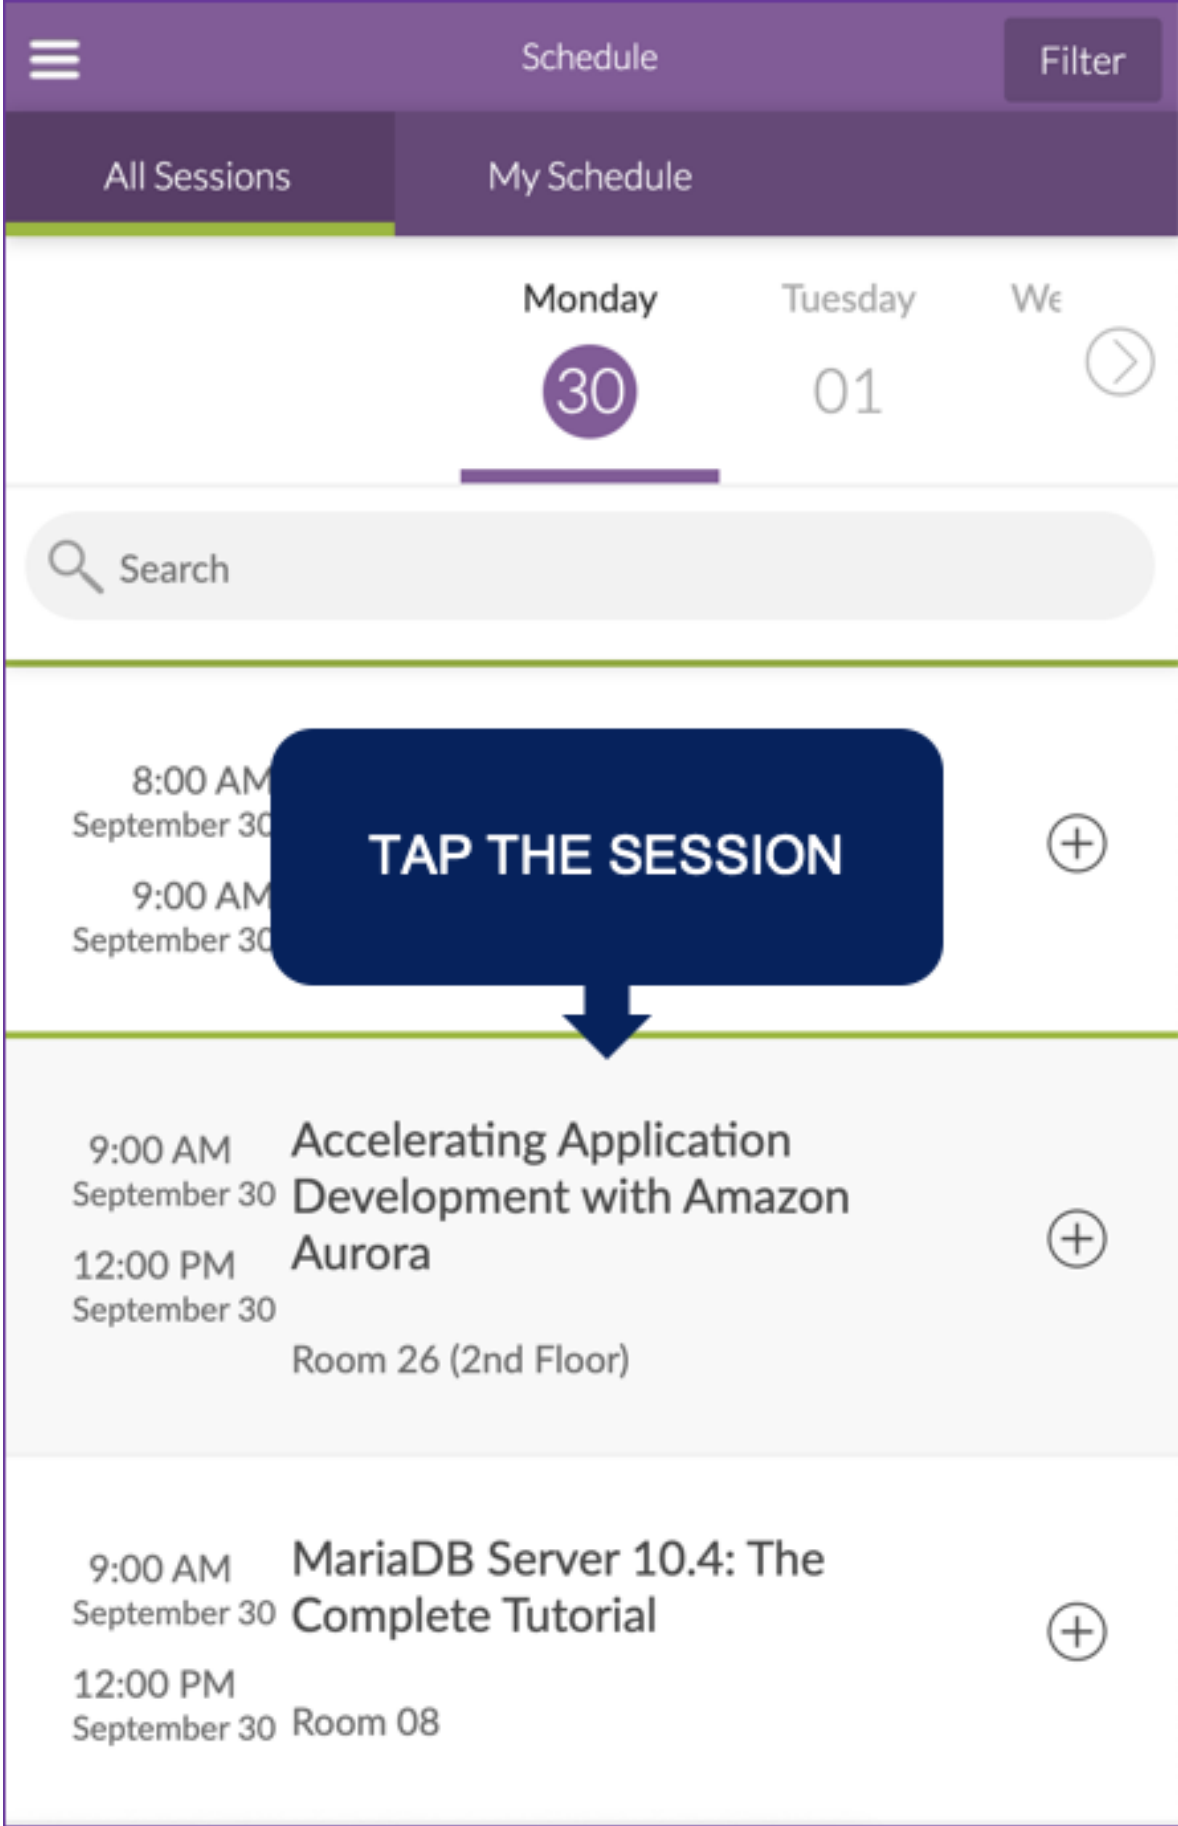 Schedule
Filter
All Sessions
My Schedule
Monday
Tuesday
30
01
Search
8:00 AM
September 30
9:00 AM
September 30
TAP THE SESSION
9:00 AM
September 30
12:00 PM
September 30
Accelerating Application
Development with Amazon
Aurora
Room 26 (2nd Floor)
9:00 AM
September 30
12:00 PM
September 30
MariaDB Server 10.4: The
Complete Tutorial
Room 08